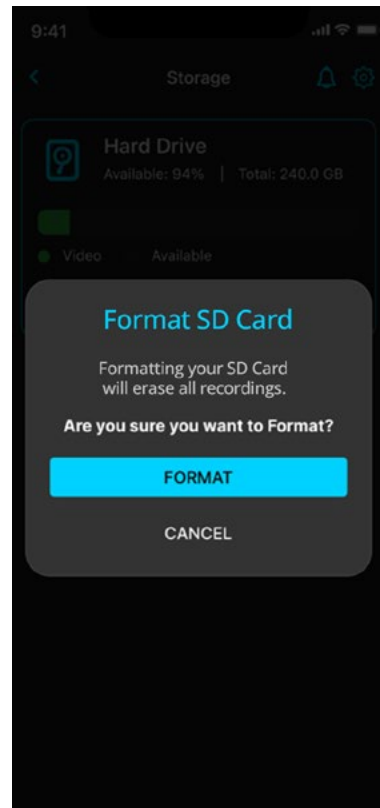 9:41
Storage
Hard Drive
Available: 94% | Total: 240.0 GB
Video Available
Format SD Card
Formatting your SD Card
will erase all recordings.
Are you sure you want to Format?
FORMAT
CANCEL